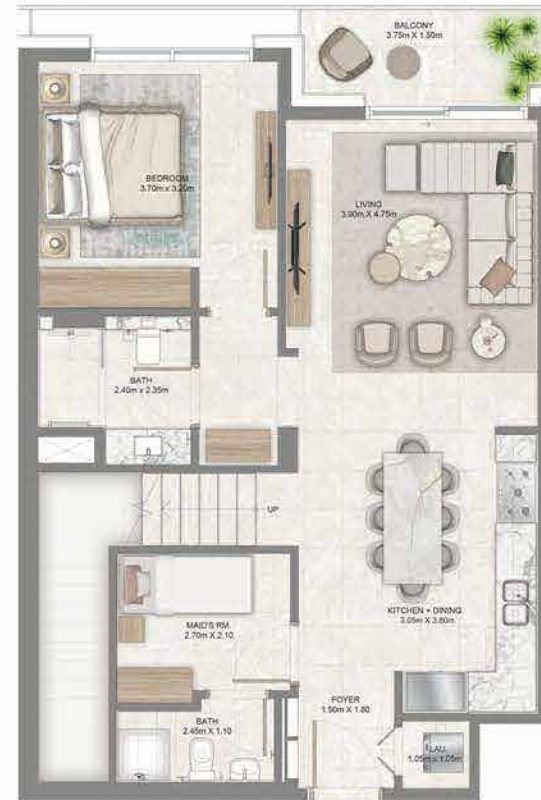 BALCONY
3.75m X 1.50m
BEDROOM
3.70m x 3.20m
LIVING
3.90m X 4.75m
BATH
2.40m x 2.35m
UP
KITCHEN + DINING
3.05m X 3.80m
MAID'S RM.
2.70m X 2.10
FOYER
1.50m X 1.80
BATH
2.45m X 1.10
LAU.
1.05m x 1.05m